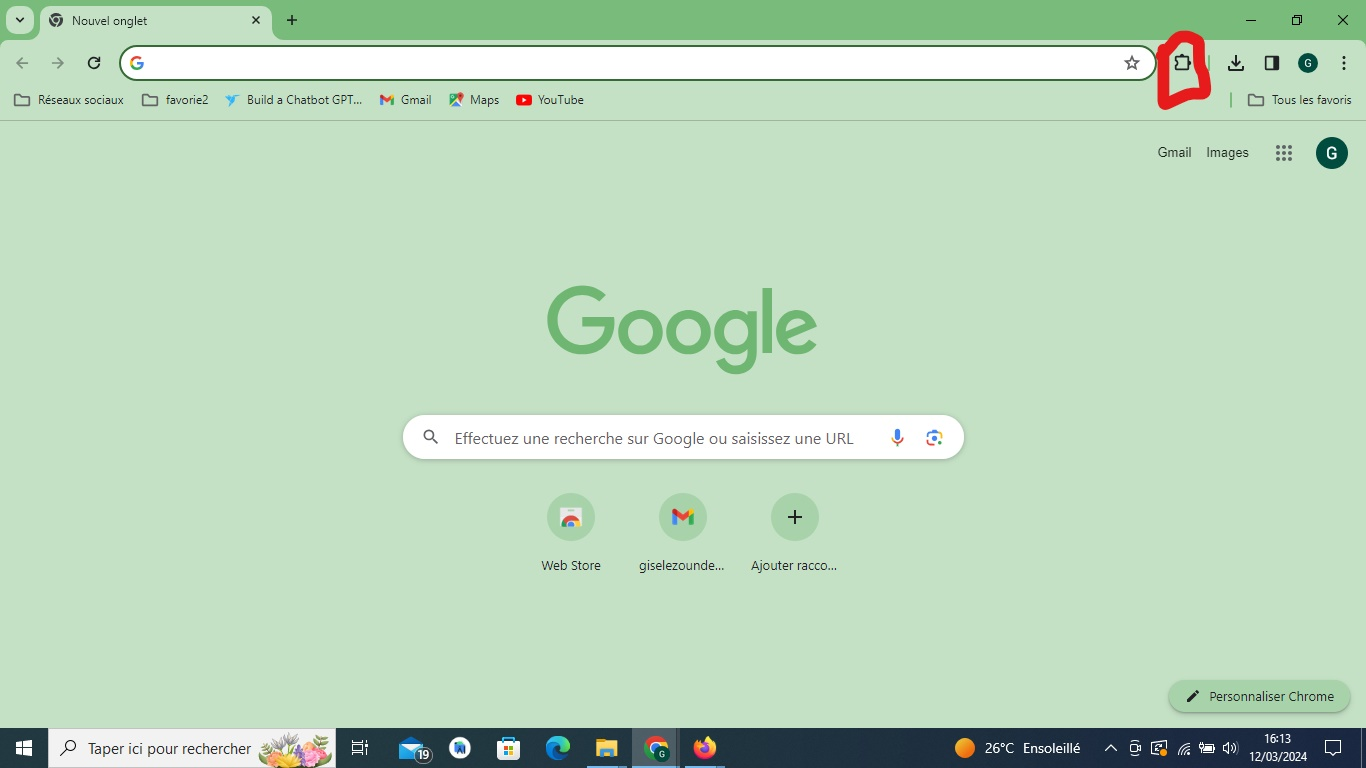 Nouvel onglet
Réseaux sociaux favorie2 Build a Chatbot GPT... Gmail Maps YouTube Tous les favoris
G
Gmail Images G
Google
Effectuez une recherche sur Google ou saisissez une URL
Web Store giselezounde... Ajouter racco...
Personnaliser Chrome
Taper ici pour rechercher 19 G 26°C Ensoleillé 16:13
12/03/2024